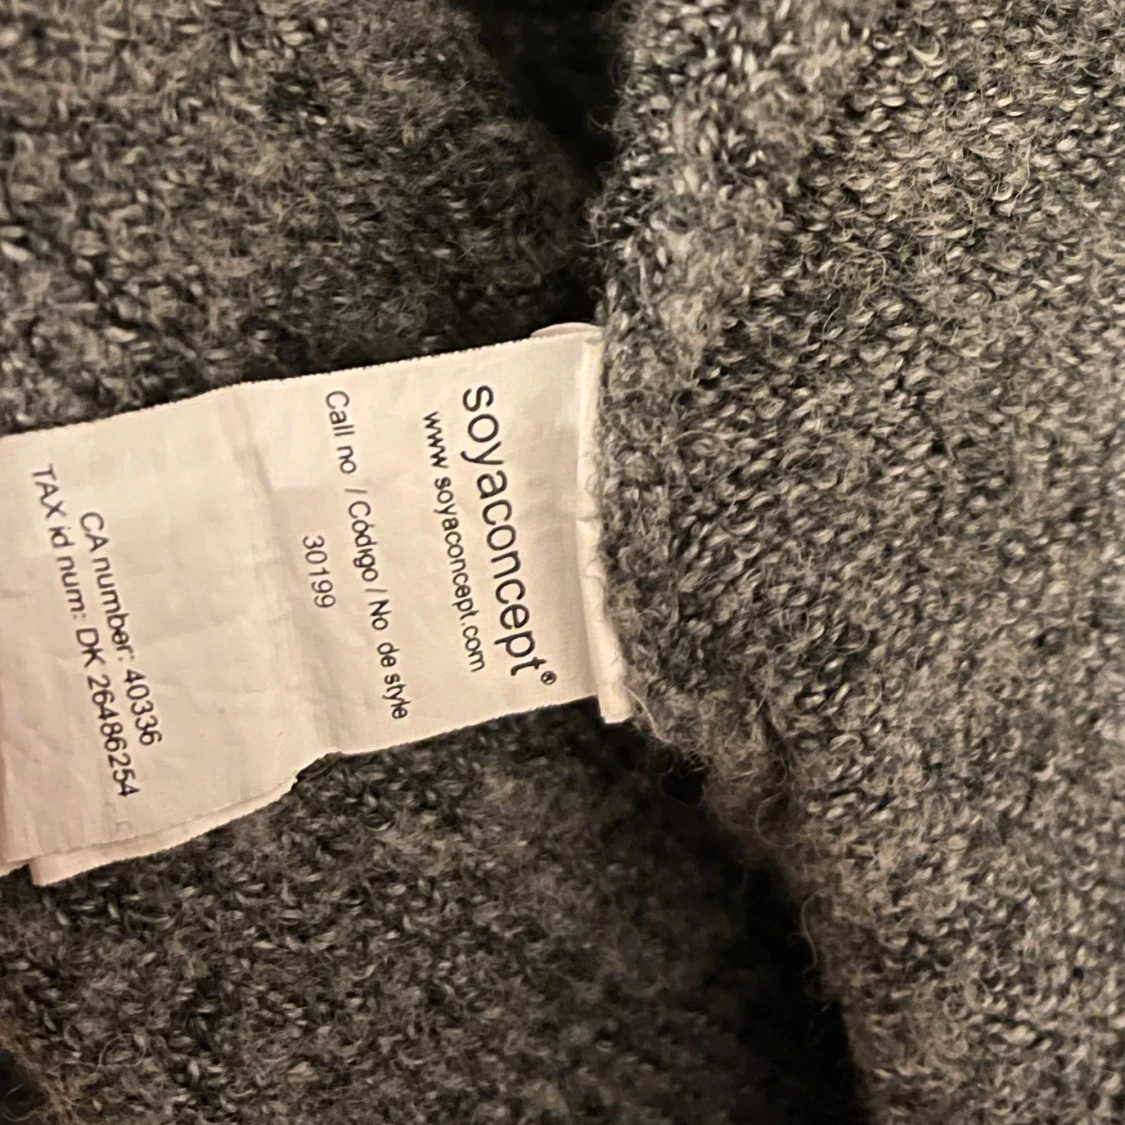 soyaconcept®
www soyaconcept.com
Call no / Código / No de style
30199
CA number: 40336
TAX id num: DK 26486254